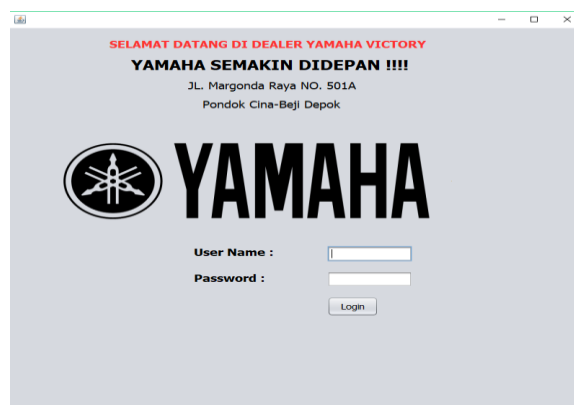 SELAMAT DATANG DI DEALER YAMAHA VICTORY
YAMAHA SEMAKIN DIDEPAN !!!!
JL. Margonda Raya NO. 501A
Pondok Cina-Beji Depok
YAMAHA
User Name :
Password :
Login